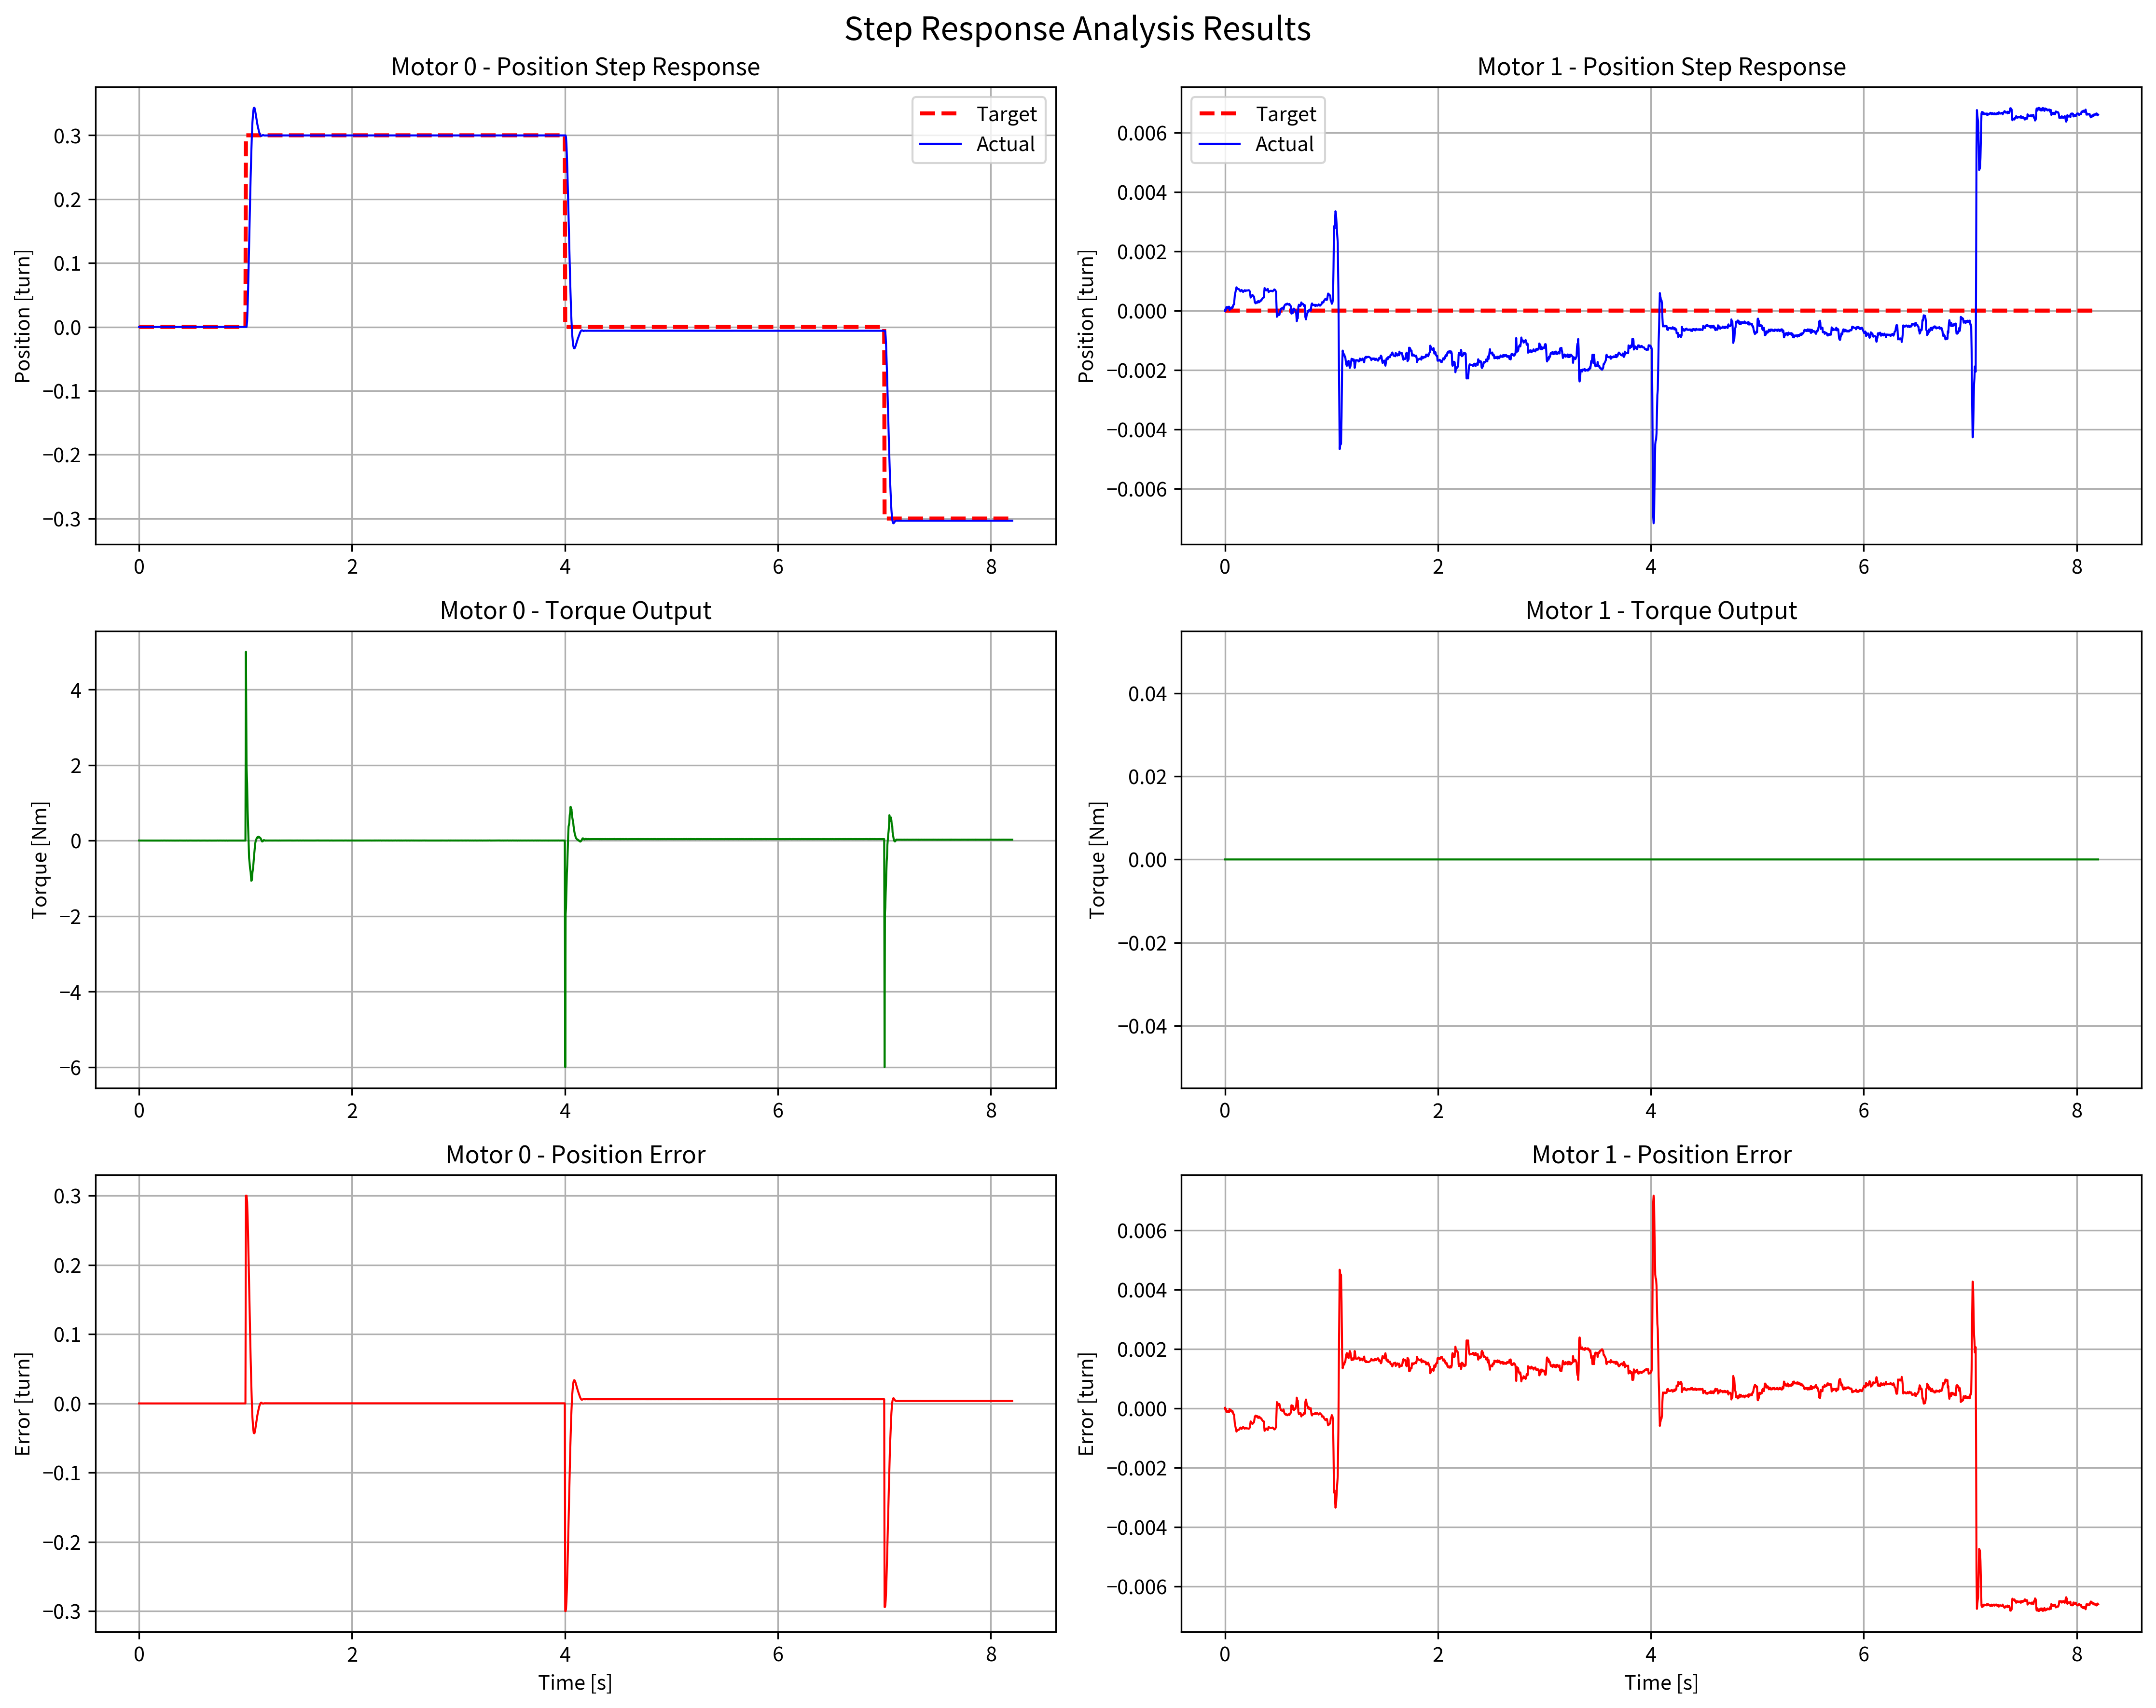 Step Response Analysis Results
Motor 0 - Position Step Response
Position [turn]
0.3
0.2
0.1
0.0
−0.1
−0.2
−0.3
0 2 4 6 8
Target
Actual
Motor 1 - Position Step Response
Position [turn]
0.006
0.004
0.002
0.000
−0.002
−0.004
−0.006
0 2 4 6 8
Target
Actual
Motor 0 - Torque Output
Torque [Nm]
4
2
0
−2
−4
−6
0 2 4 6 8
Motor 1 - Torque Output
Torque [Nm]
0.04
0.02
0.00
−0.02
−0.04
0 2 4 6 8
Motor 0 - Position Error
Error [turn]
0.3
0.2
0.1
0.0
−0.1
−0.2
−0.3
0 2 4 6 8
Time [s]
Motor 1 - Position Error
Error [turn]
0.006
0.004
0.002
0.000
−0.002
−0.004
−0.006
0 2 4 6 8
Time [s]